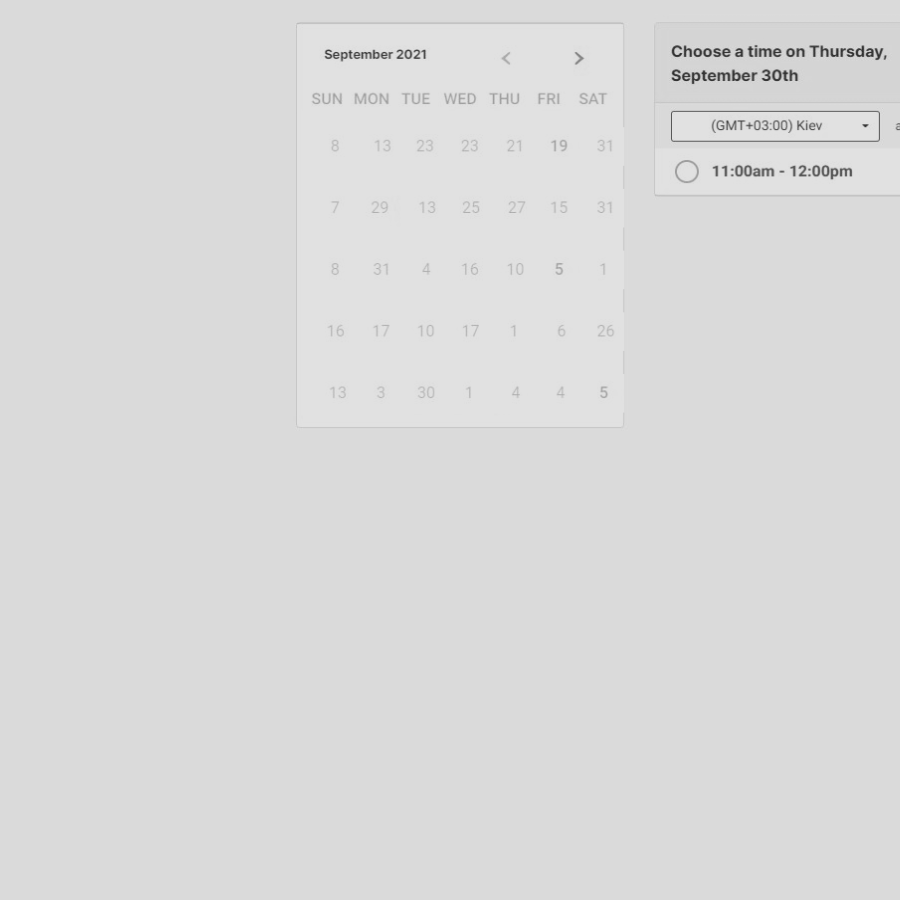 September 2021
SUN MON TUE WED THU FRI SAT
8 13 23 23 21 19 31
7 29 13 25 27 15 31
8 31 4 16 10 5 1
16 17 10 17 1 6 26
13 3 30 1 4 4 5
Choose a time on Thursday,
September 30th
(GMT+03:00) Kiev
11:00am - 12:00pm